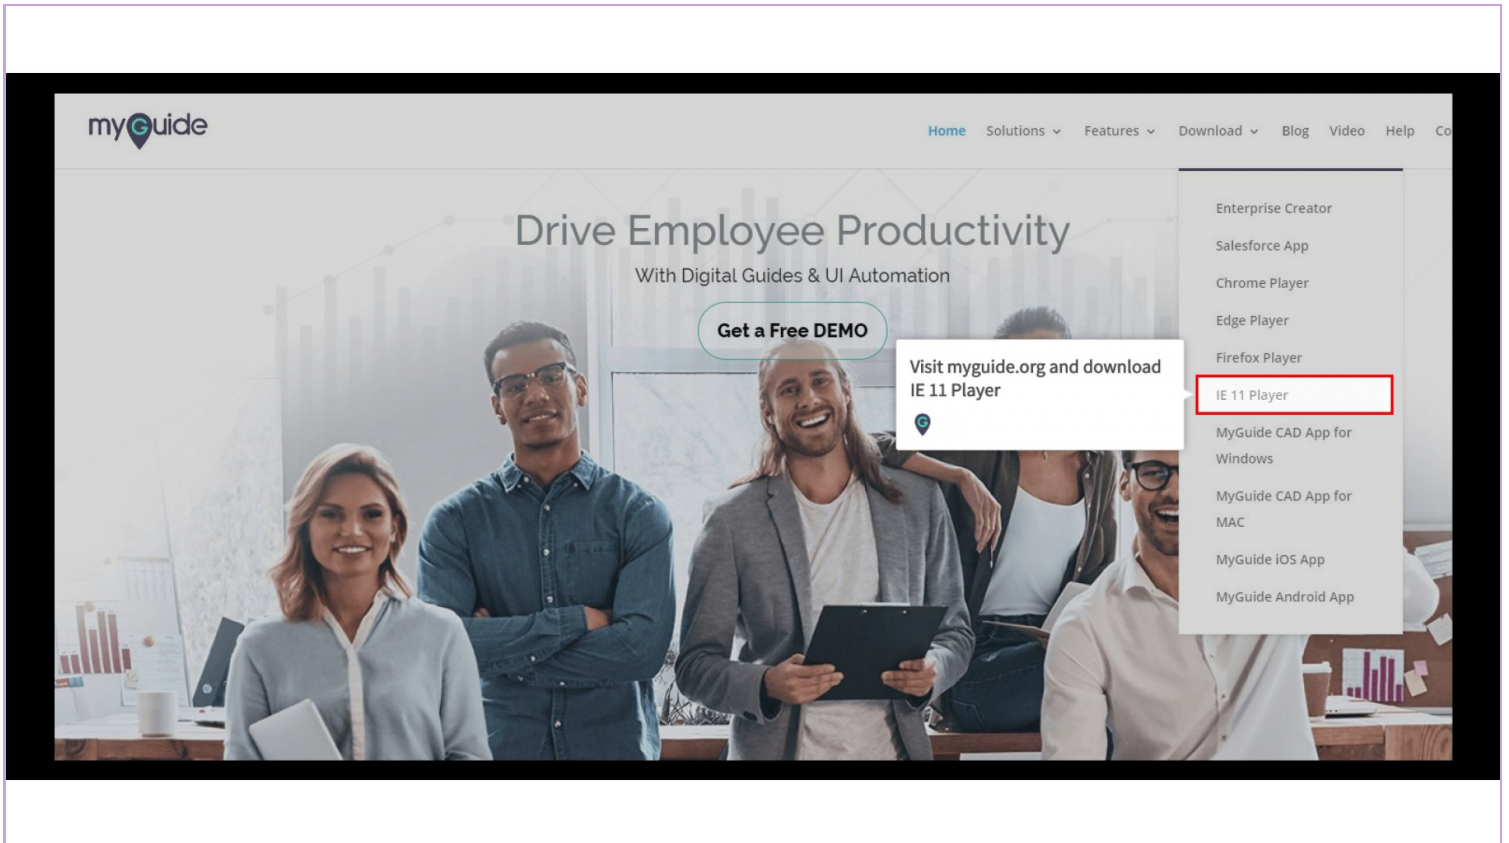 myGuide
Home Solutions Features Download Blog Video Help Co
Drive Employee Productivity
With Digital Guides & UI Automation
Get a Free DEMO
Visit myguide.org and download
IE 11 Player
G
Enterprise Creator
Salesforce App
Chrome Player
Edge Player
Firefox Player
IE 11 Player
MyGuide CAD App for
Windows
MyGuide CAD App for
MAC
MyGuide iOS App
MyGuide Android App